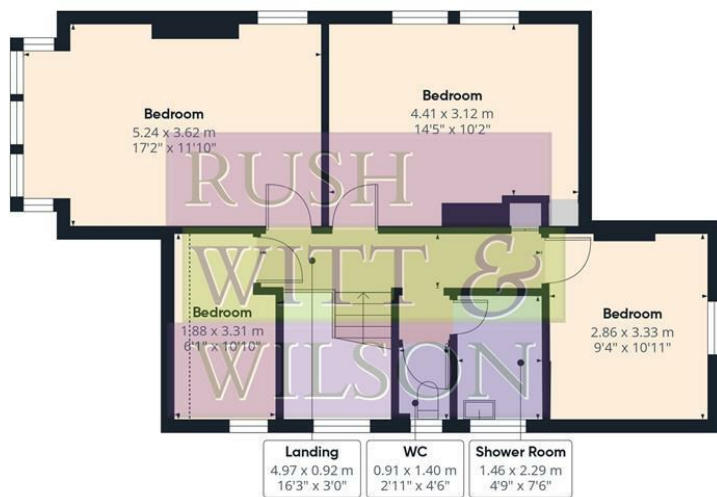 Bedroom
5.24 x 3.62 m
17'2" x 11'10"
Bedroom
4.41 x 3.12 m
14'5" x 10'2"
RUSH
WITT &
WILSON
Bedroom
1.88 x 3.31 m
6'1" x 10'10"
Bedroom
2.86 x 3.33 m
9'4" x 10'11"
Landing
4.97 x 0.92 m
16'3" x 3'0"
WC
0.91 x 1.40 m
2'11" x 4'6"
Shower Room
1.46 x 2.29 m
4'9" x 7'6"